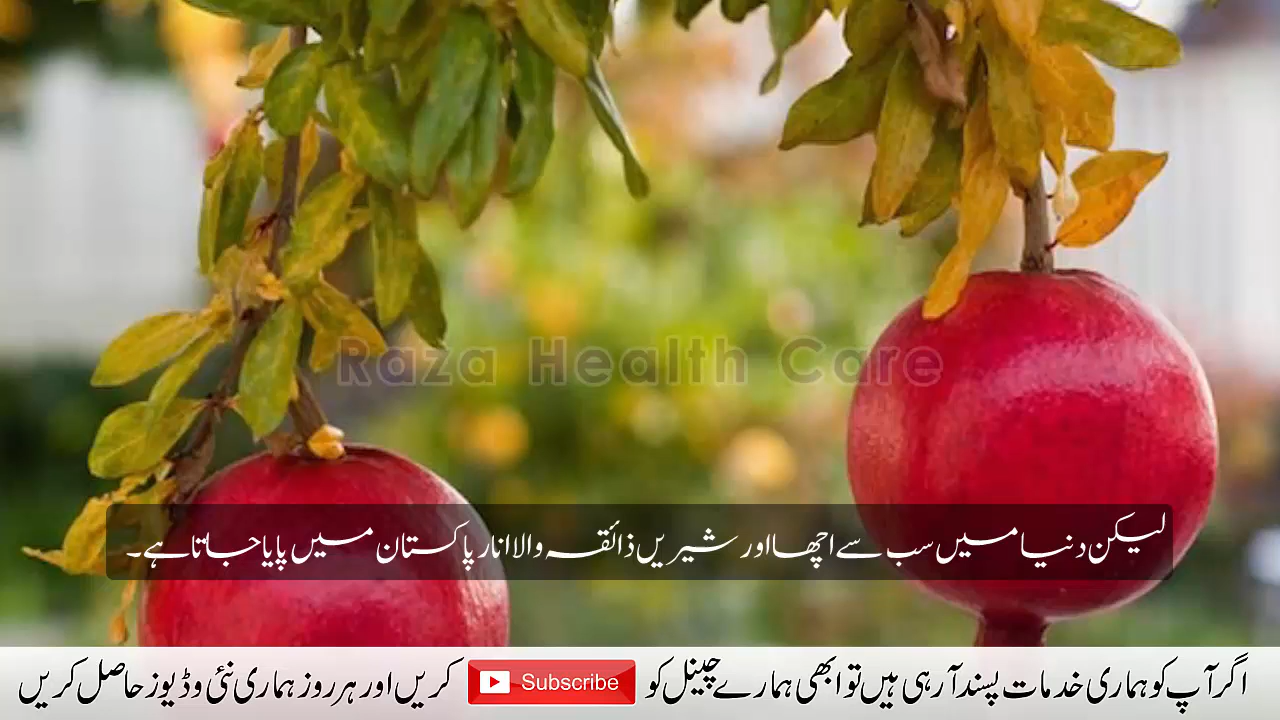 Raza Health Care
لیکن دنیا میں سب سے اچھا اور شیریں ذائقہ والا انار پاکستان میں پایا جاتا ہے۔
اگر آپ کو ہماری خدمات پسند آ رہی ہیں تو ابھی ہمارے چینل کو Subscribe کریں اور ہر روز ہماری نئی وڈیوز حاصل کریں